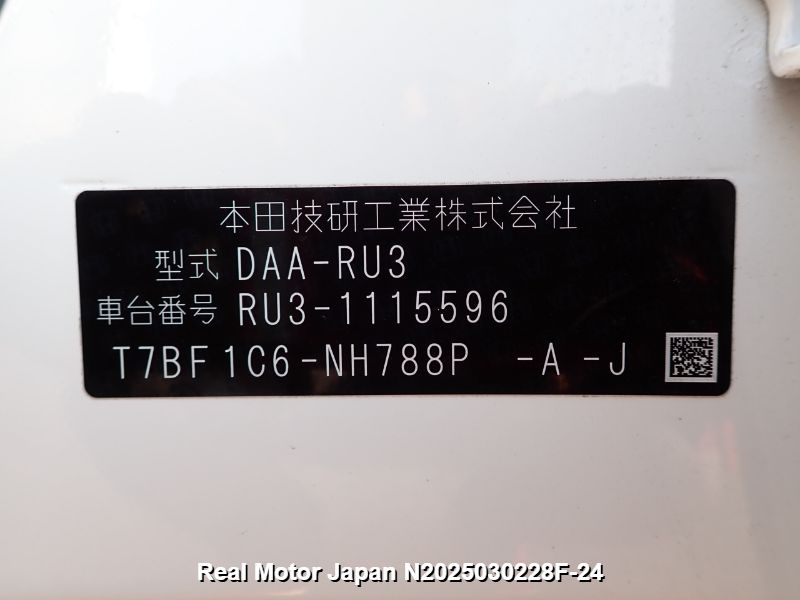 本田技研工業株式会社
型式 DAA-RU3
車台番号 RU3-1115596
T7BF1C6-NH788P -A -J
Real Motor Japan N2025030228F-24